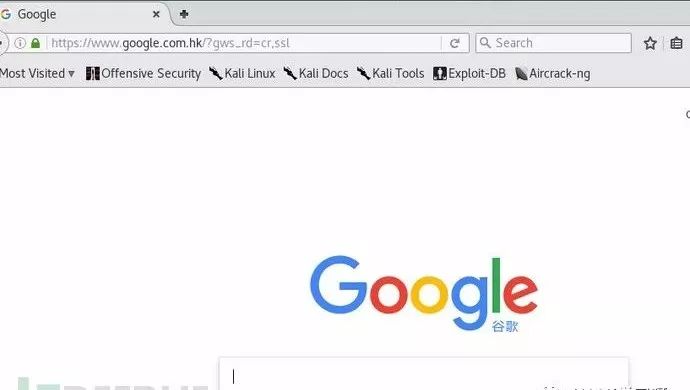 Google
https://www.google.com.hk/?gws_rd=cr,ssl
Search
Most Visited Offensive Security Kali Linux Kali Docs Kali Tools Exploit-DB Aircrack-ng
Google
谷歌